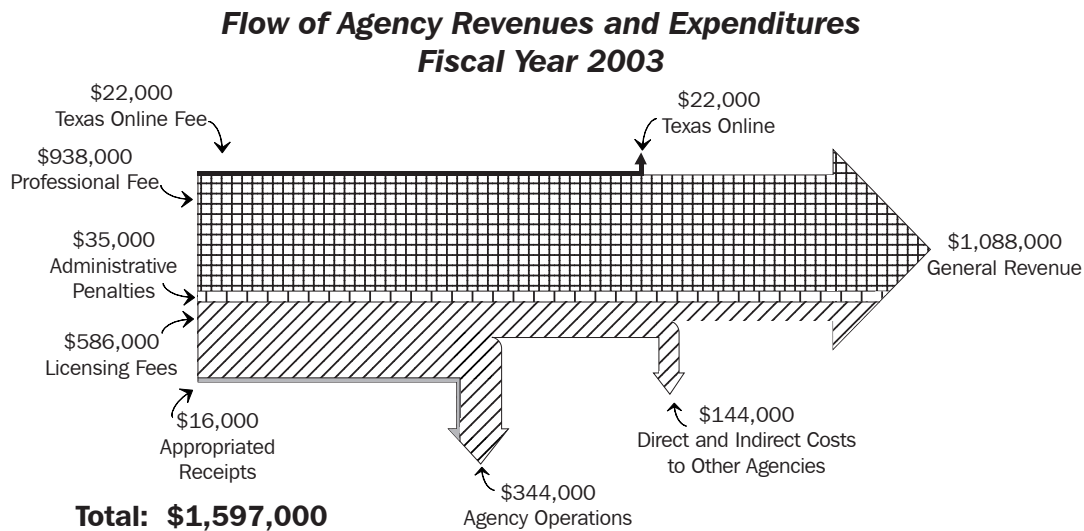 Flow of Agency Revenues and Expenditures
Fiscal Year 2003
$22,000
Texas Online Fee
$22,000
Texas Online
$938,000
Professional Fee
$35,000
Administrative
Penalties
$1,088,000
General Revenue
$586,000
Licensing Fees
$16,000
Appropriated
Receipts
$144,000
Direct and Indirect Costs
to Other Agencies
$344,000
Agency Operations
Total: $1,597,000